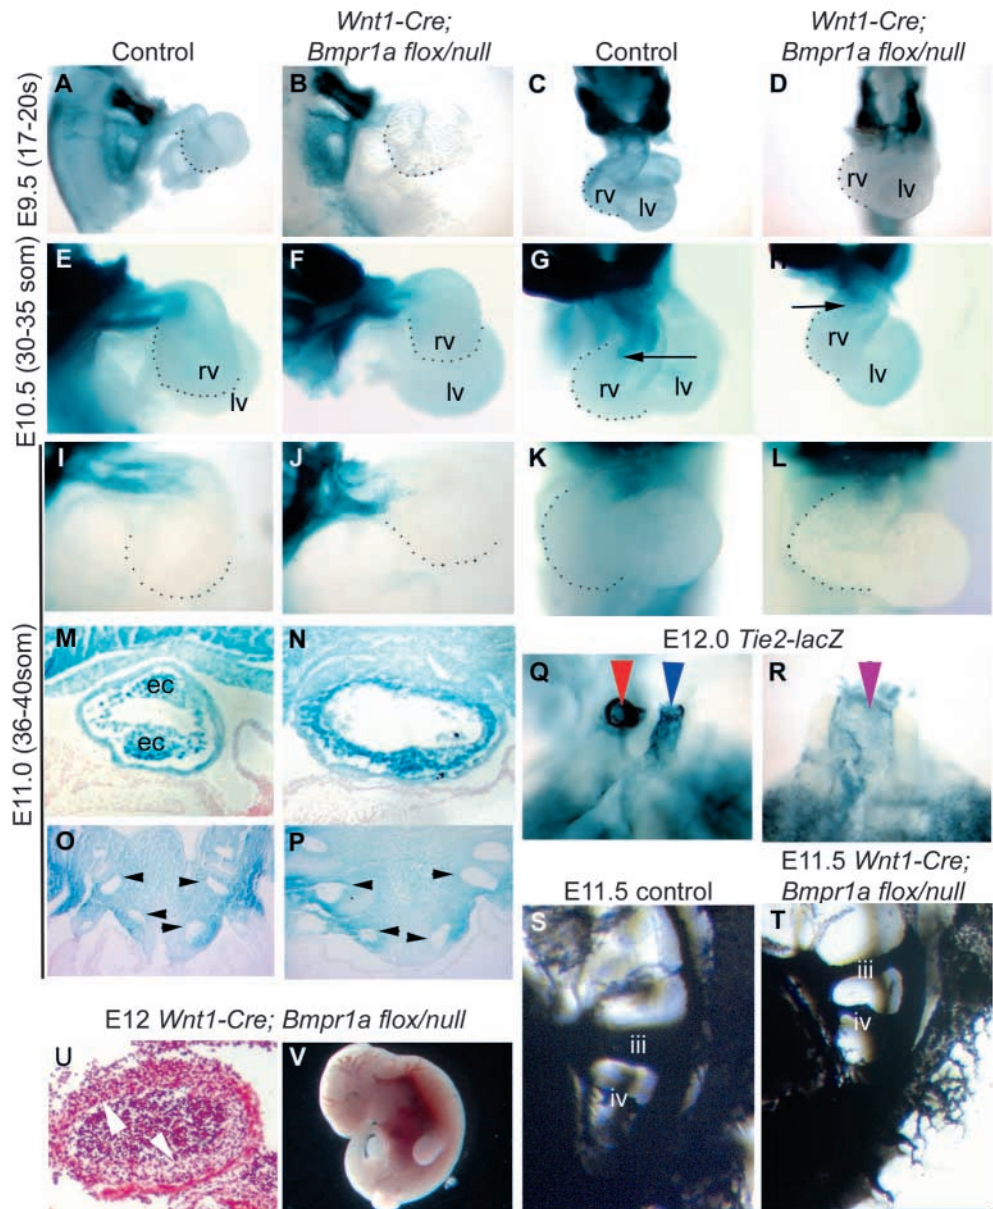 Control
Wnt1-Cre;
Bmpr1a flox/null
Control
Wnt1-Cre;
Bmpr1a flox/null
E9.5 (17-20s)
A
B
C
rv
lv
D
rv
lv
E10.5 (30-35 som)
E
rv
lv
F
rv
lv
G
rv
lv
H
rv
lv
E11.0 (36-40som)
I
J
K
L
M
ec
ec
N
O
P
E12.0 Tie2-lacZ
Q
R
E11.5 control
E11.5 Wnt1-Cre;
Bmpr1a flox/null
S
iii
iv
T
iii
iv
E12 Wnt1-Cre; Bmpr1a flox/null
U
V